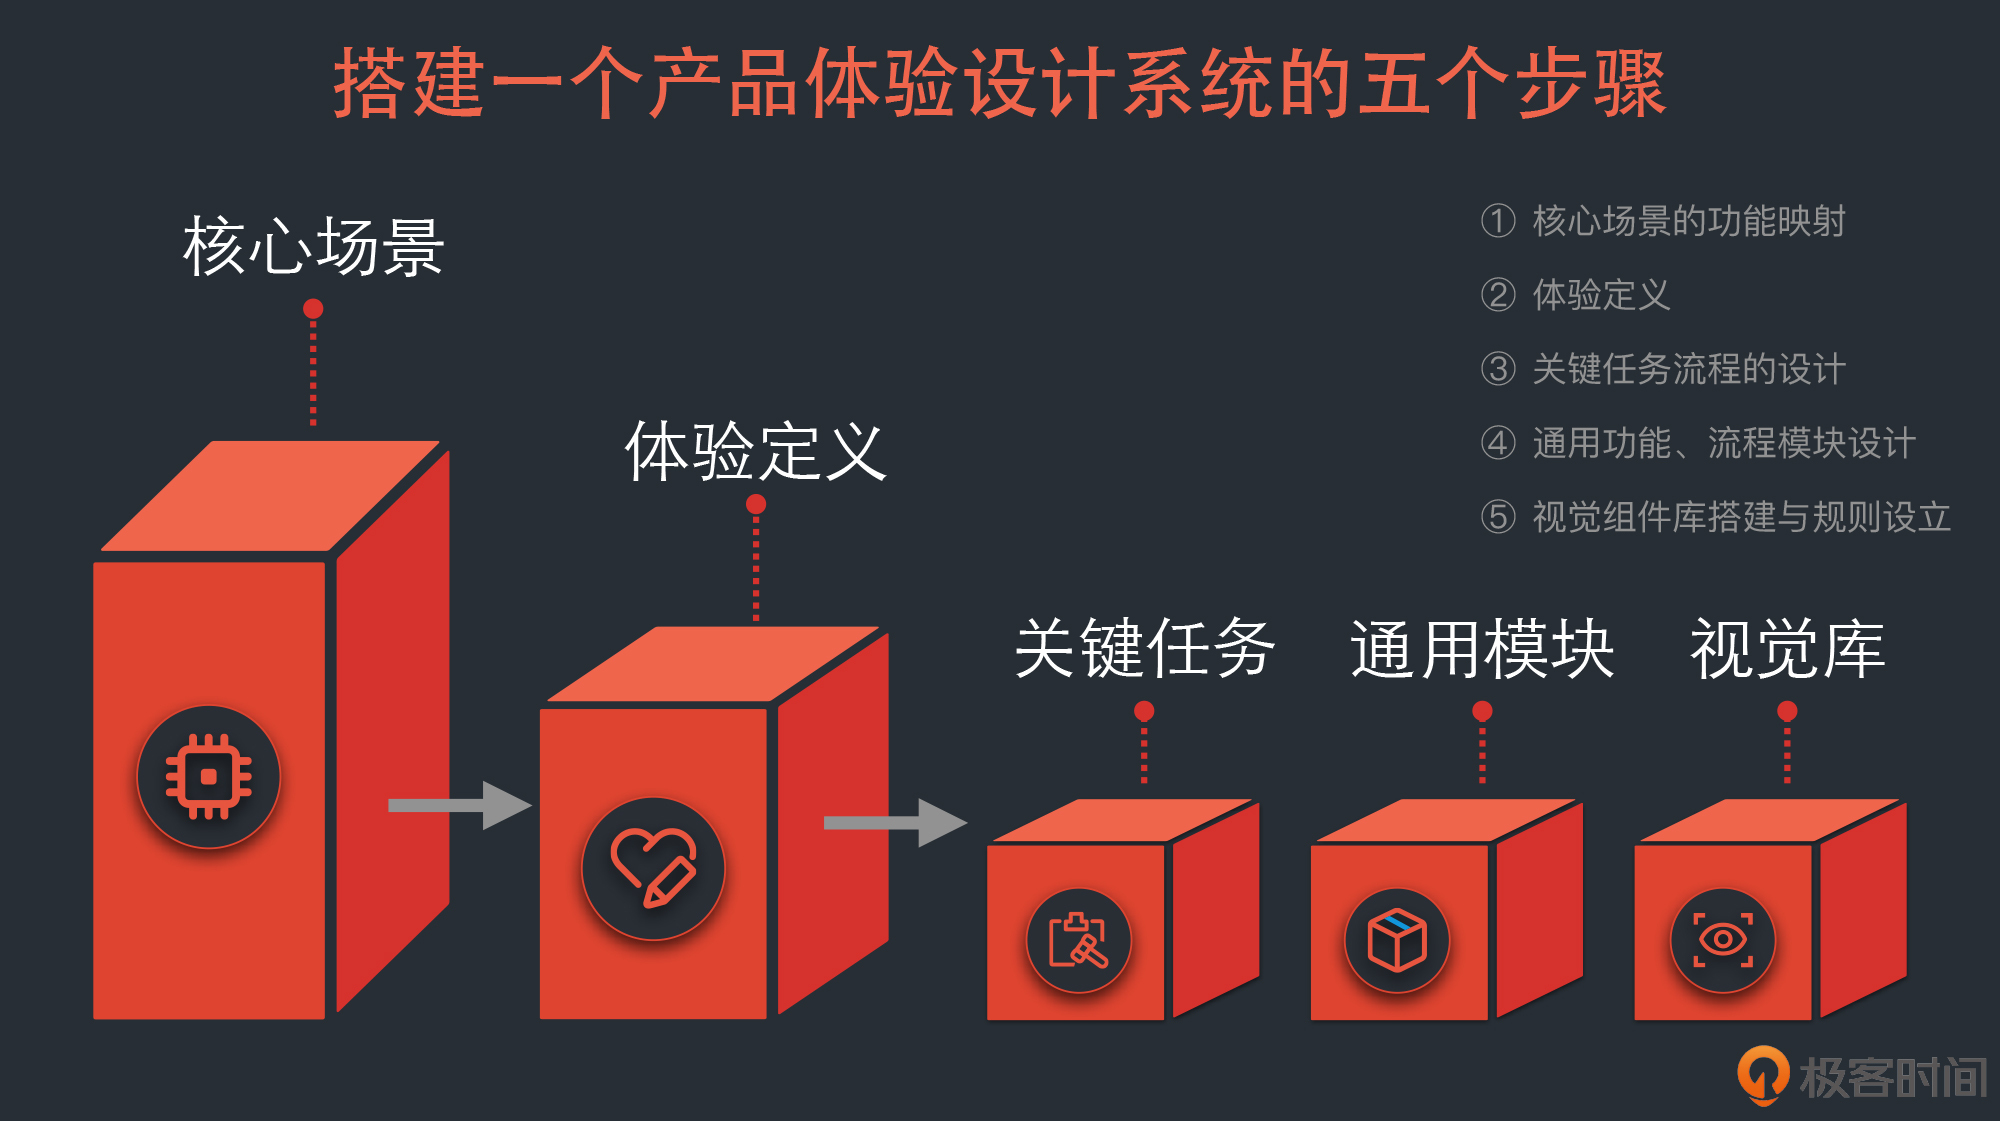 搭建一个产品体验设计系统的五个步骤
核心场景
① 核心场景的功能映射
② 体验定义
③ 关键任务流程的设计
④ 通用功能、流程模块设计
⑤ 视觉组件库搭建与规则设立
体验定义
关键任务
通用模块
视觉库
极客时间